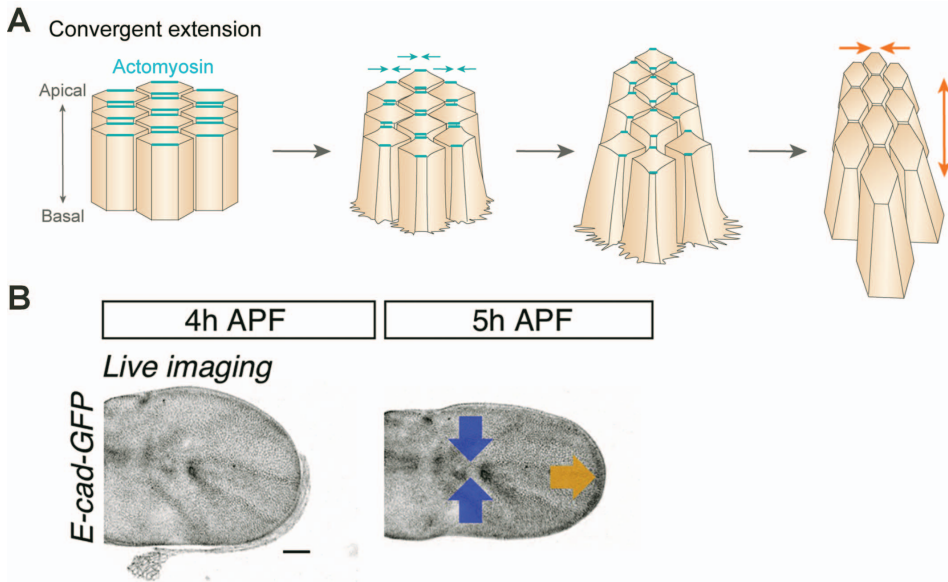 A
Convergent extension
Actomyosin
Apical
Basal
B
4h APF
5h APF
Live imaging
E-cad-GFP